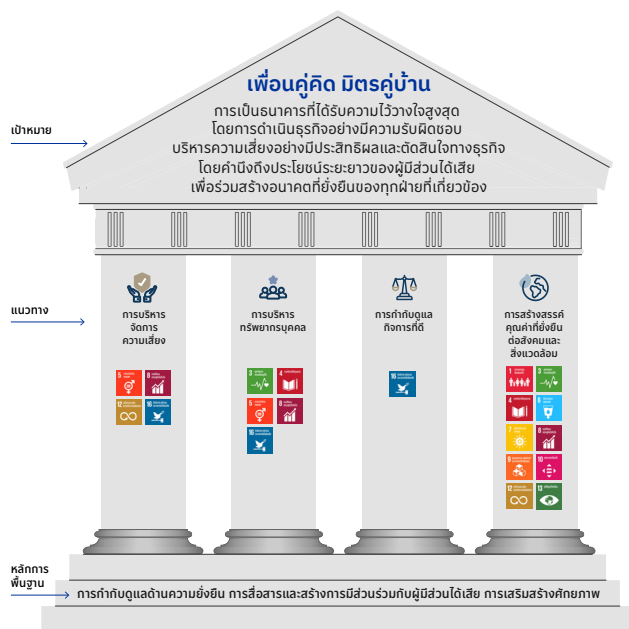 เพื่อนคู่คิด มิตรคู่บ้าน
การเป็นธนาคารที่ได้รับความไว้วางใจสูงสุด
โดยการดำเนินธุรกิจอย่างมีความรับผิดชอบ
บริหารความเสี่ยงอย่างมีประสิทธิผลและตัดสินใจทางธุรกิจ
โดยคำนึงถึงประโยชน์ระยะยาวของผู้มีส่วนได้เสีย
เพื่อร่วมสร้างอนาคตที่ยั่งยืนของทุกฝ่ายที่เกี่ยวข้อง
เป้าหมาย
แนวทาง
การบริหาร
จัดการ
ความเสี่ยง
5
8
12
16
การบริหาร
ทรัพยากรบุคคล
3
4
5
8
16
การกำกับดูแล
กิจการที่ดี
16
การสร้างสรรค์
คุณค่าที่ยั่งยืน
ต่อสังคมและ
สิ่งแวดล้อม
1
3
4
6
7
8
9
10
12
13
หลักการ
พื้นฐาน
การกำกับดูแลด้านความยั่งยืน การสื่อสารและสร้างการมีส่วนร่วมกับผู้มีส่วนได้เสีย การเสริมสร้างศักยภาพ